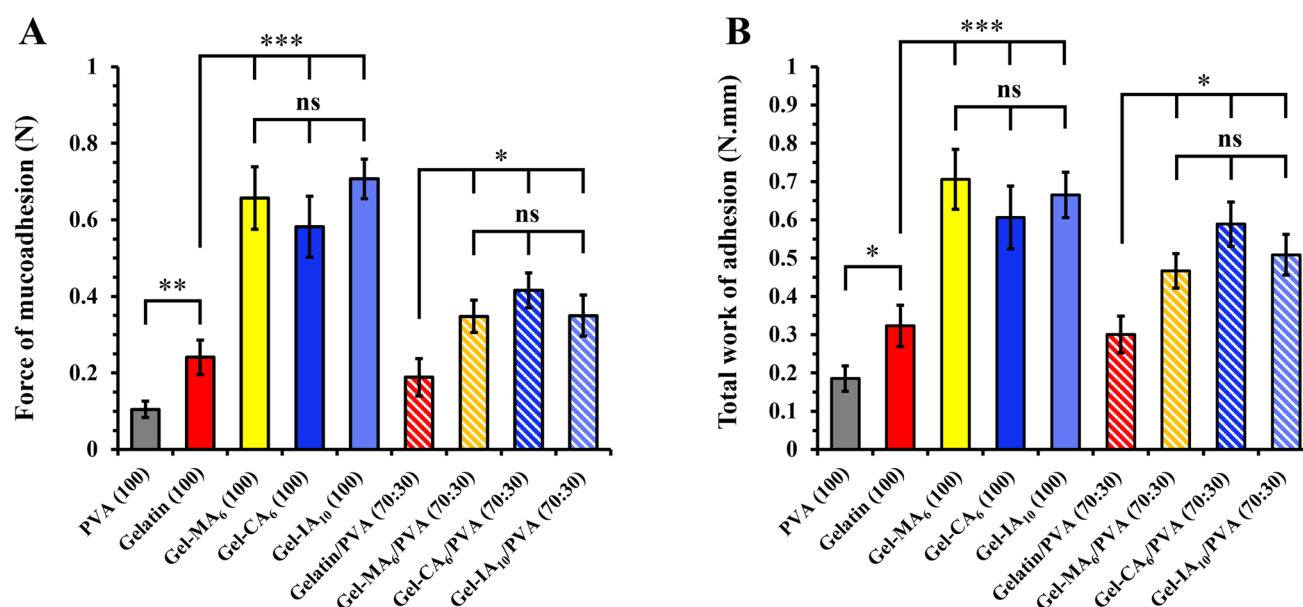 A
Force of mucoadhesion (N)
1
0.8
0.6
0.4
0.2
0
***
ns
**
*
ns
PVA (100)
Gelatin (100)
Gel-MA₆ (100)
Gel-CA₆ (100)
Gel-IA₁₀ (100)
Gelatin/PVA (70:30)
Gel-MA₆/PVA (70:30)
Gel-CA₆/PVA (70:30)
Gel-IA₁₀/PVA (70:30)
B
Total work of adhesion (N.mm)
1
0.9
0.8
0.7
0.6
0.5
0.4
0.3
0.2
0.1
0
***
ns
*
*
ns
PVA (100)
Gelatin (100)
Gel-MA₆ (100)
Gel-CA₆ (100)
Gel-IA₁₀ (100)
Gelatin/PVA (70:30)
Gel-MA₆/PVA (70:30)
Gel-CA₆/PVA (70:30)
Gel-IA₁₀/PVA (70:30)